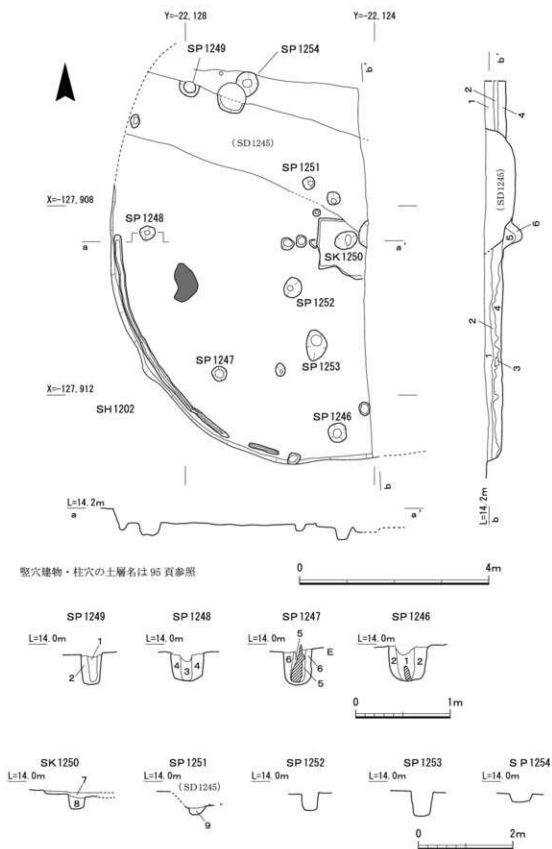 Y=-22, 128
Y=-22, 124
SP1249
SP1254
b'
b'
2
1
4
(SD1245)
(SD1245)
SP1251
X=-127, 908
SP1248
a
a'
SK1250
6
5
SP1252
4
2
1
3
SP1253
SP1247
X=-127, 912
SH1202
SP1246
b
L=14.2m
b
L=14.2m
a
a'
竪穴建物・柱穴の土層名は 95 頁参照
0
4m
SP1249
SP1248
SP1247
SP1246
L=14.0m
1
2
L=14.0m
4
3
4
L=14.0m
5
6
6
5
E
L=14.0m
2
1
2
0
1m
SK1250
SP1251
SP1252
SP1253
S P1254
L=14.0m
7
8
L=14.0m
(SD1245)
9
L=14.0m
L=14.0m
L=14.0m
0
2m